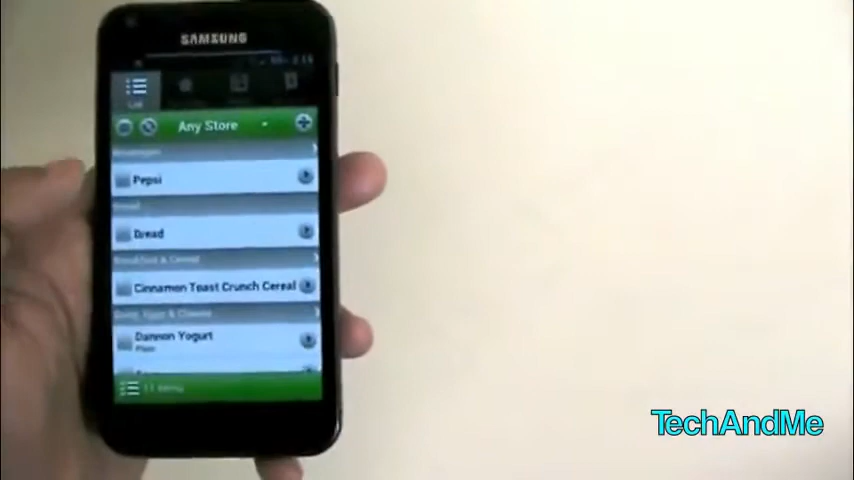 SAMSUNG
List
Any Store
Beverages
Pepsi
Bread
Bread
Breakfast & Cereal
Cinnamon Toast Crunch Cereal
Dairy, Eggs & Cheese
Dannon Yogurt
Plain
11 items
TechAndMe